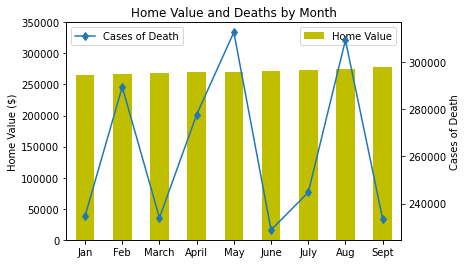 Home Value and Deaths by Month
Cases of Death
Home Value
350000
300000
250000
200000
150000
100000
50000
0
Home Value ($)
300000
280000
260000
240000
Cases of Death
Jan Feb March April May June July Aug Sept